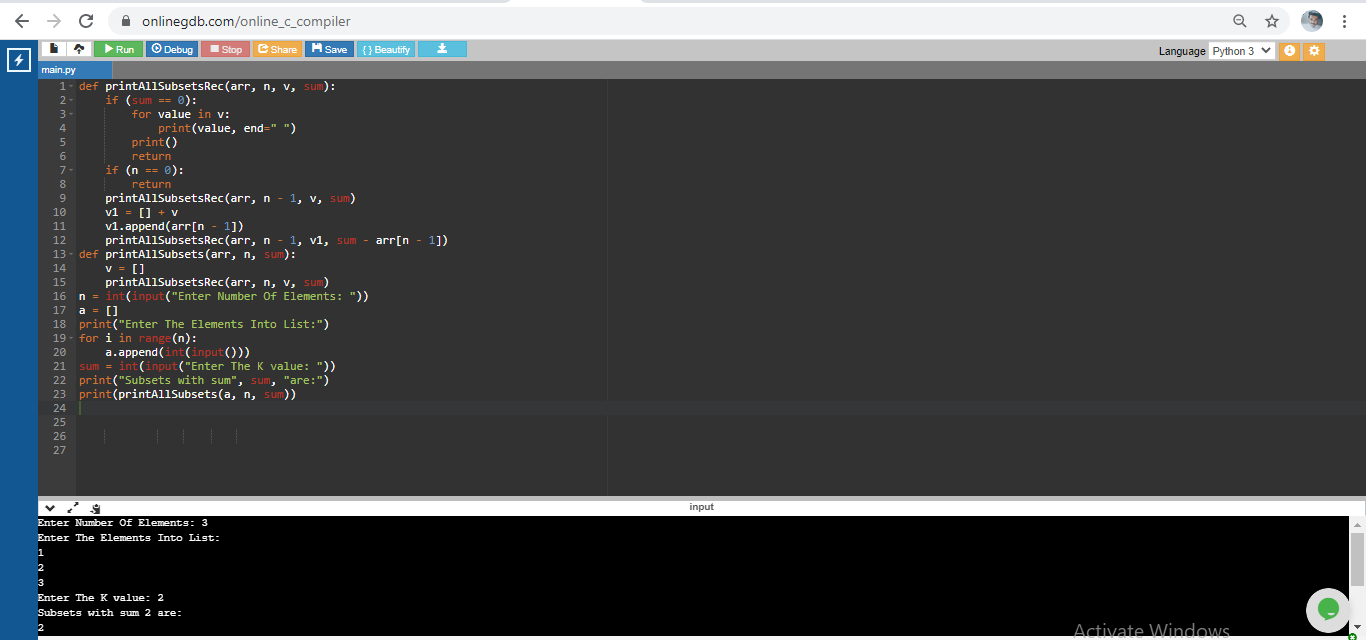 onlinegdb.com/online_c_compiler
Run Debug Stop Share Save {} Beautify
Language Python 3
main.py
1 def printAllSubsetsRec(arr, n, v, sum):
2     if (sum == 0):
3         for value in v:
4             print(value, end=" ")
5         print()
6         return
7     if (n == 0):
8         return
9     printAllSubsetsRec(arr, n - 1, v, sum)
10     v1 = [] + v
11     v1.append(arr[n - 1])
12     printAllSubsetsRec(arr, n - 1, v1, sum - arr[n - 1])
13 def printAllSubsets(arr, n, sum):
14     v = []
15     printAllSubsetsRec(arr, n, v, sum)
16 n = int(input("Enter Number Of Elements: "))
17 a = []
18 print("Enter The Elements Into List:")
19 for i in range(n):
20     a.append(int(input()))
21 sum = int(input("Enter The K value: "))
22 print("Subsets with sum", sum, "are:")
23 print(printAllSubsets(a, n, sum))
24
25
26
27
input
Enter Number Of Elements: 3
Enter The Elements Into List:
1
2
3
Enter The K value: 2
Subsets with sum 2 are:
2
Activate Windows